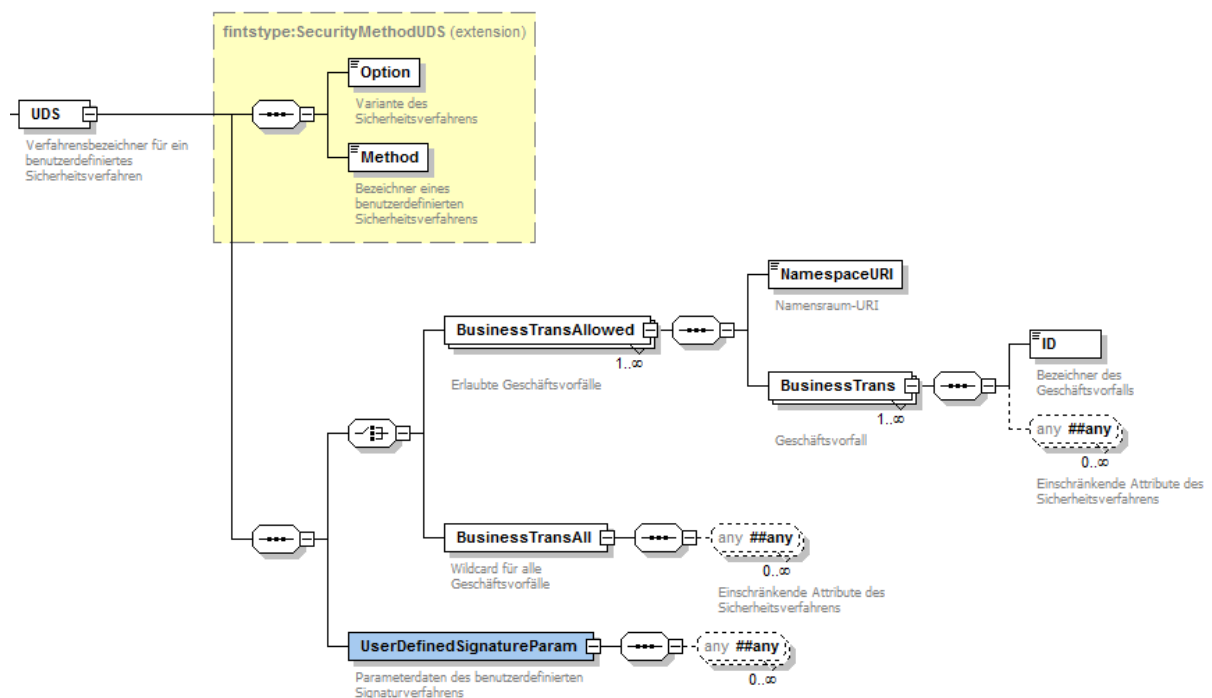 fintstype:SecurityMethodUDS (extension)
Option
Variante des
Sicherheitsverfahrens
UDS
Verfahrensbezeichner für ein
benutzerdefiniertes
Sicherheitsverfahren
Method
Bezeichner eines
benutzerdefinierten
Sicherheitsverfahrens
NamespaceURI
Namensraum-URI
BusinessTransAllowed
1..∞
Erlaubte Geschäftsvorfälle
ID
Bezeichner des
Geschäftsvorfalls
BusinessTrans
1..∞
Geschäftsvorfall
any ##any
0..∞
Einschränkende Attribute des
Sicherheitsverfahrens
BusinessTransAll
Wildcard für alle
Geschäftsvorfälle
any ##any
0..∞
Einschränkende Attribute des
Sicherheitsverfahrens
UserDefinedSignatureParam
Parameterdaten des benutzerdefinierten
Signaturverfahrens
any ##any
0..∞